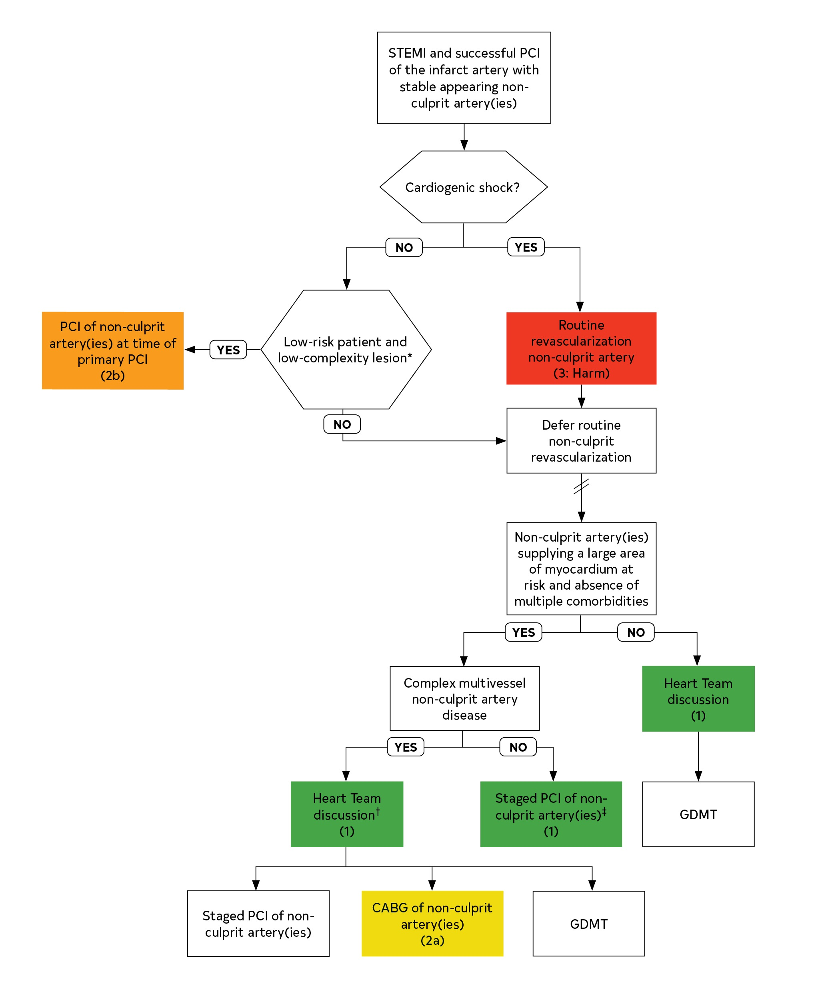 STEMI and successful PCI
of the infarct artery with
stable appearing non-
culprit artery(ies)
Cardiogenic shock?
NO
YES
PCI of non-culprit
artery(ies) at time of
primary PCI
(2b)
YES
Low-risk patient and
low-complexity lesion*
Routine
revascularization
non-culprit artery
(3: Harm)
NO
Defer routine
non-culprit
revascularization
Non-culprit artery(ies)
supplying a large area
of myocardium at
risk and absence of
multiple comorbidities
YES
NO
Complex multivessel
non-culprit artery
disease
Heart Team
discussion
(1)
YES
NO
Heart Team
discussion†
(1)
Staged PCI of non-
culprit artery(ies)‡
(1)
GDMT
Staged PCI of non-
culprit artery(ies)
CABG of non-culprit
artery(ies)
(2a)
GDMT